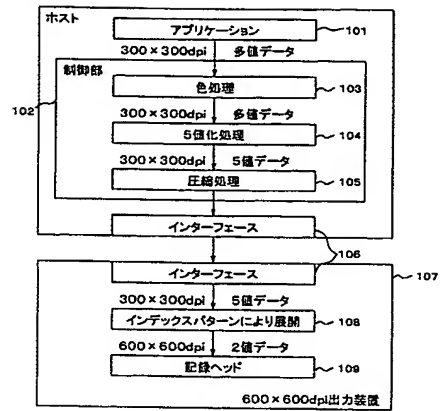 ホスト
アプリケーション
101
300×300dpi 多値データ
制御部
102
色処理
103
300×300dpi 多値データ
5値化処理
104
300×300dpi 5値データ
圧縮処理
105
インターフェース
106
インターフェース
107
300×300dpi 5値データ
インデックスパターンにより展開
108
600×600dpi 2値データ
記録ヘッド
109
600×600dpi出力装置